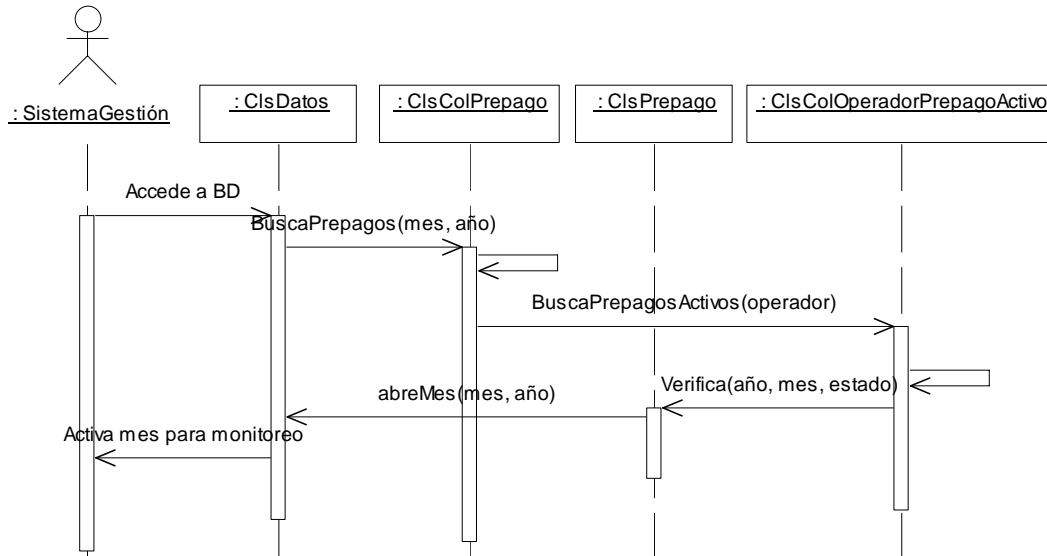 : SistemaGestión
: ClsDatos
: ClsColPrepago
: ClsPrepago
: ClsColOperadorPrepagoActivo
Accede a BD
BuscaPrepagos(mes, año)
BuscaPrepagosActivos(operador)
Verifica(año, mes, estado)
abreMes(mes, año)
Activa mes para monitoreo